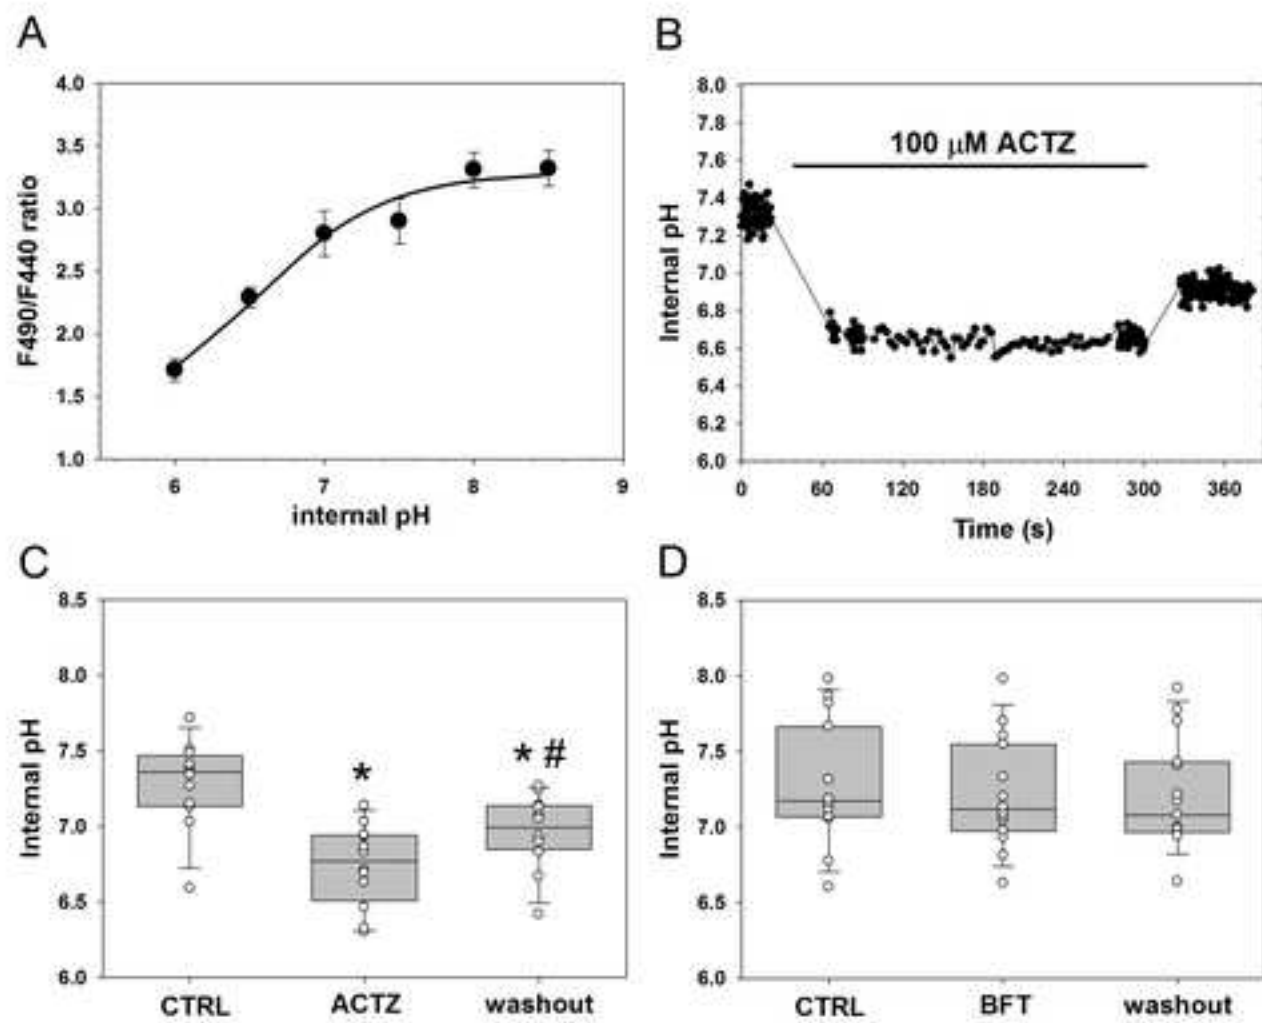 A
4.0
3.5
3.0
2.5
2.0
1.5
1.0
F490/F440 ratio
6 7 8 9
internal pH
B
8.0
7.8
7.6
7.4
7.2
7.0
6.8
6.6
6.4
6.2
6.0
Internal pH
100 μM ACTZ
0 60 120 180 240 300 360
Time (s)
C
8.5
8.0
7.5
7.0
6.5
6.0
Internal pH
*
* #
CTRL ACTZ washout
D
8.5
8.0
7.5
7.0
6.5
6.0
Internal pH
CTRL BFT washout